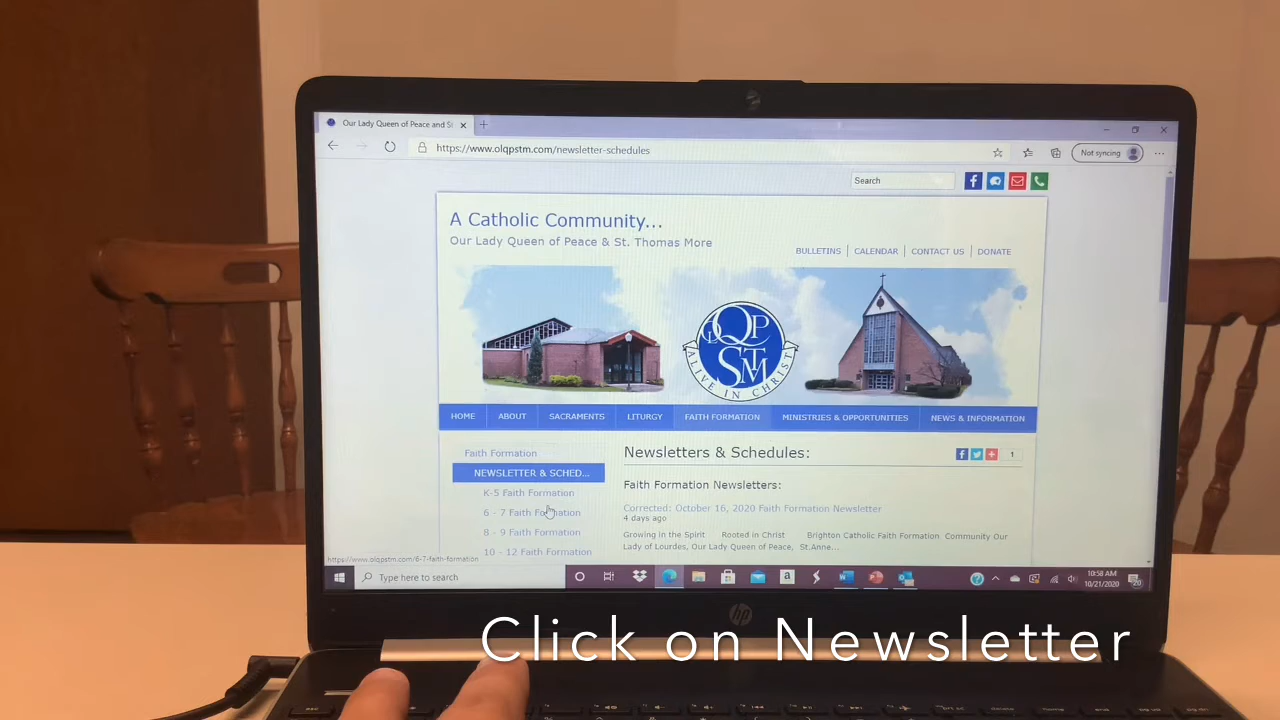 Our Lady Queen of Peace and St
https://www.olqpstm.com/newsletter-schedules
Not syncing
Search
A Catholic Community...
Our Lady Queen of Peace & St. Thomas More
BULLETINS
CALENDAR
CONTACT US
DONATE
OLQP
STM
ALIVE IN CHRIST
HOME
ABOUT
SACRAMENTS
LITURGY
FAITH FORMATION
MINISTRIES & OPPORTUNITIES
NEWS & INFORMATION
Faith Formation
NEWSLETTER & SCHED...
K-5 Faith Formation
6 - 7 Faith Formation
8 - 9 Faith Formation
10 - 12 Faith Formation
Newsletters & Schedules:
1
Faith Formation Newsletters:
Corrected: October 16, 2020 Faith Formation Newsletter
4 days ago
Growing in the Spirit Rooted in Christ Brighton Catholic Faith Formation Community Our
Lady of Lourdes, Our Lady Queen of Peace, St.Anne...
https://www.olqpstm.com/6-7-faith-formation
Type here to search
10:58 AM
10/21/2020
hp
Click on Newsletter